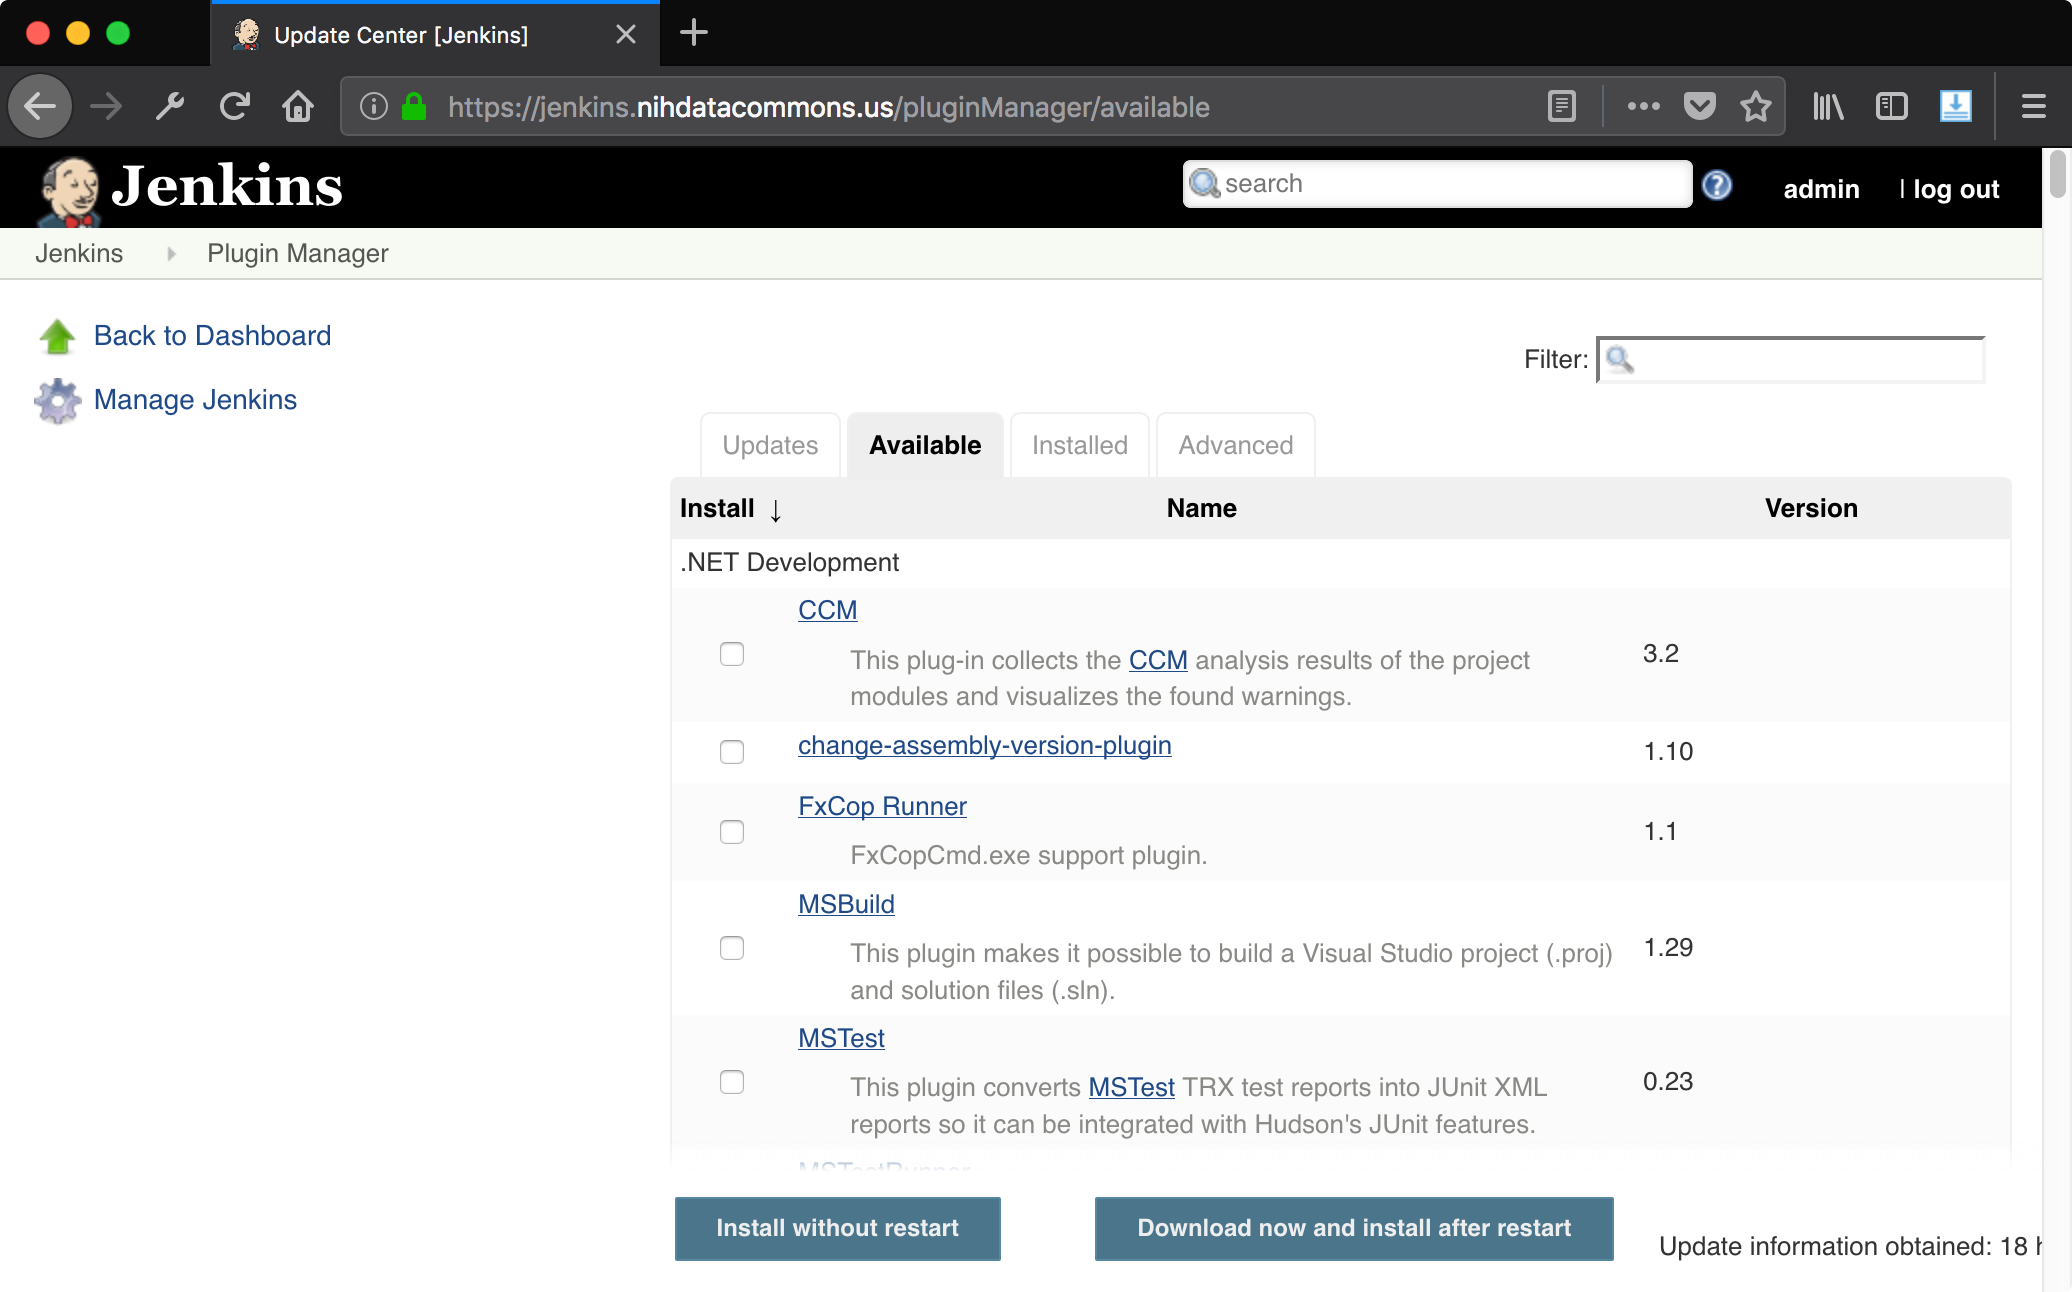 Update Center [Jenkins]
https://jenkins.nihdatacommons.us/pluginManager/available
Jenkins
search
admin
| log out
Jenkins
Plugin Manager
Back to Dashboard
Manage Jenkins
Filter:
Updates
Available
Installed
Advanced
Install ↓ Name Version
.NET Development
CCM
This plug-in collects the CCM analysis results of the project
modules and visualizes the found warnings.
3.2
change-assembly-version-plugin
1.10
FxCop Runner
FxCopCmd.exe support plugin.
1.1
MSBuild
This plugin makes it possible to build a Visual Studio project (.proj)
and solution files (.sln).
1.29
MSTest
This plugin converts MSTest TRX test reports into JUnit XML
reports so it can be integrated with Hudson's JUnit features.
0.23
MSTestRunner
Install without restart
Download now and install after restart
Update information obtained: 18